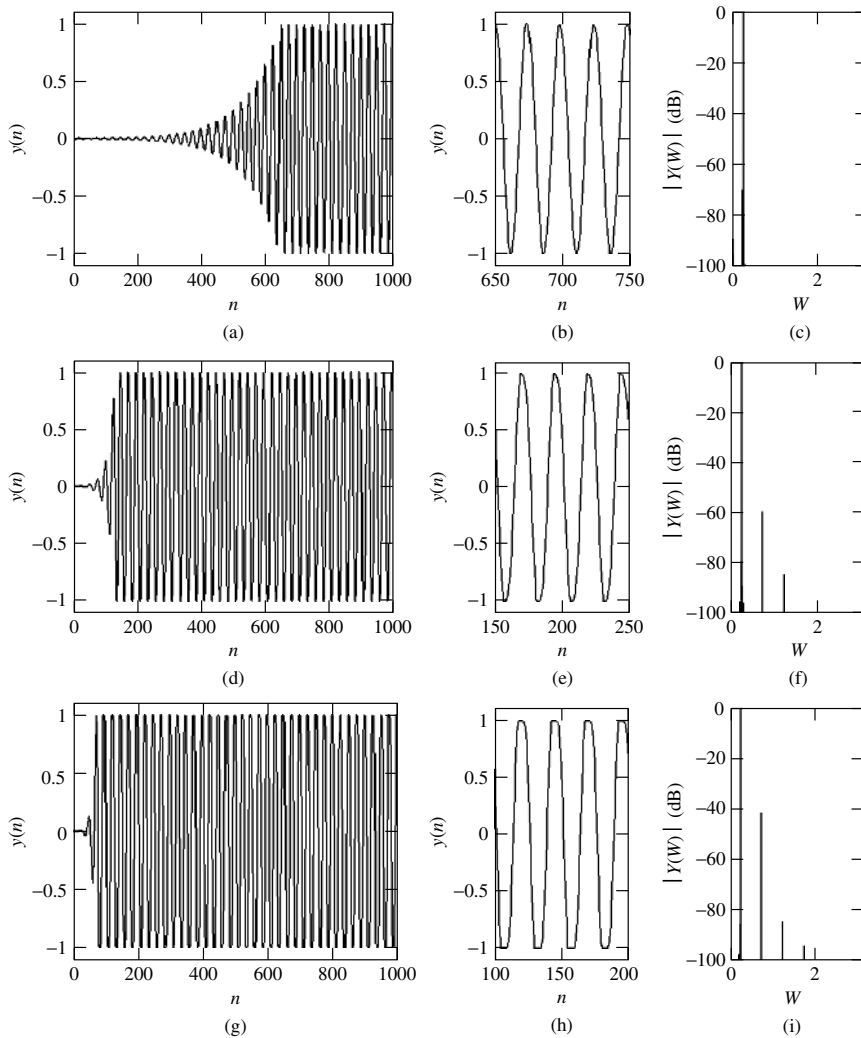 1
0.5
0
−0.5
−1
y(n)
0 200 400 600 800 1000
n
(a)
1
0.5
0
−0.5
−1
y(n)
650 700 750
n
(b)
0
−20
−40
−60
−80
−100
|Y(W)| (dB)
0 2
W
(c)
1
0.5
0
−0.5
−1
y(n)
0 200 400 600 800 1000
n
(d)
1
0.5
0
−0.5
−1
y(n)
150 200 250
n
(e)
0
−20
−40
−60
−80
−100
|Y(W)| (dB)
0 2
W
(f)
1
0.5
0
−0.5
−1
y(n)
0 200 400 600 800 1000
n
(g)
1
0.5
0
−0.5
−1
y(n)
100 150 200
n
(h)
0
−20
−40
−60
−80
−100
|Y(W)| (dB)
0 2
W
(i)